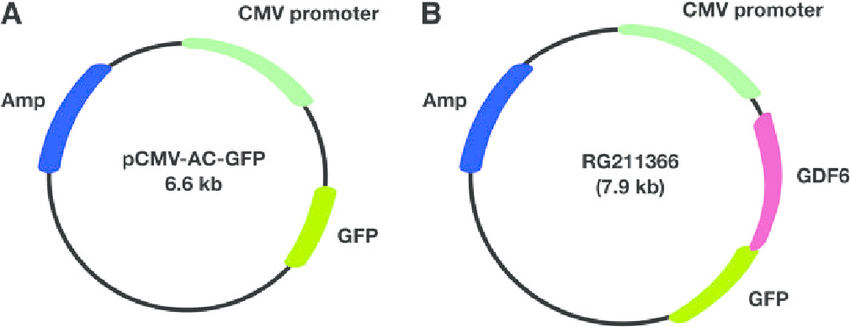 A
CMV promoter
Amp
pCMV-AC-GFP
6.6 kb
GFP
B
CMV promoter
Amp
RG211366
(7.9 kb)
GDF6
GFP